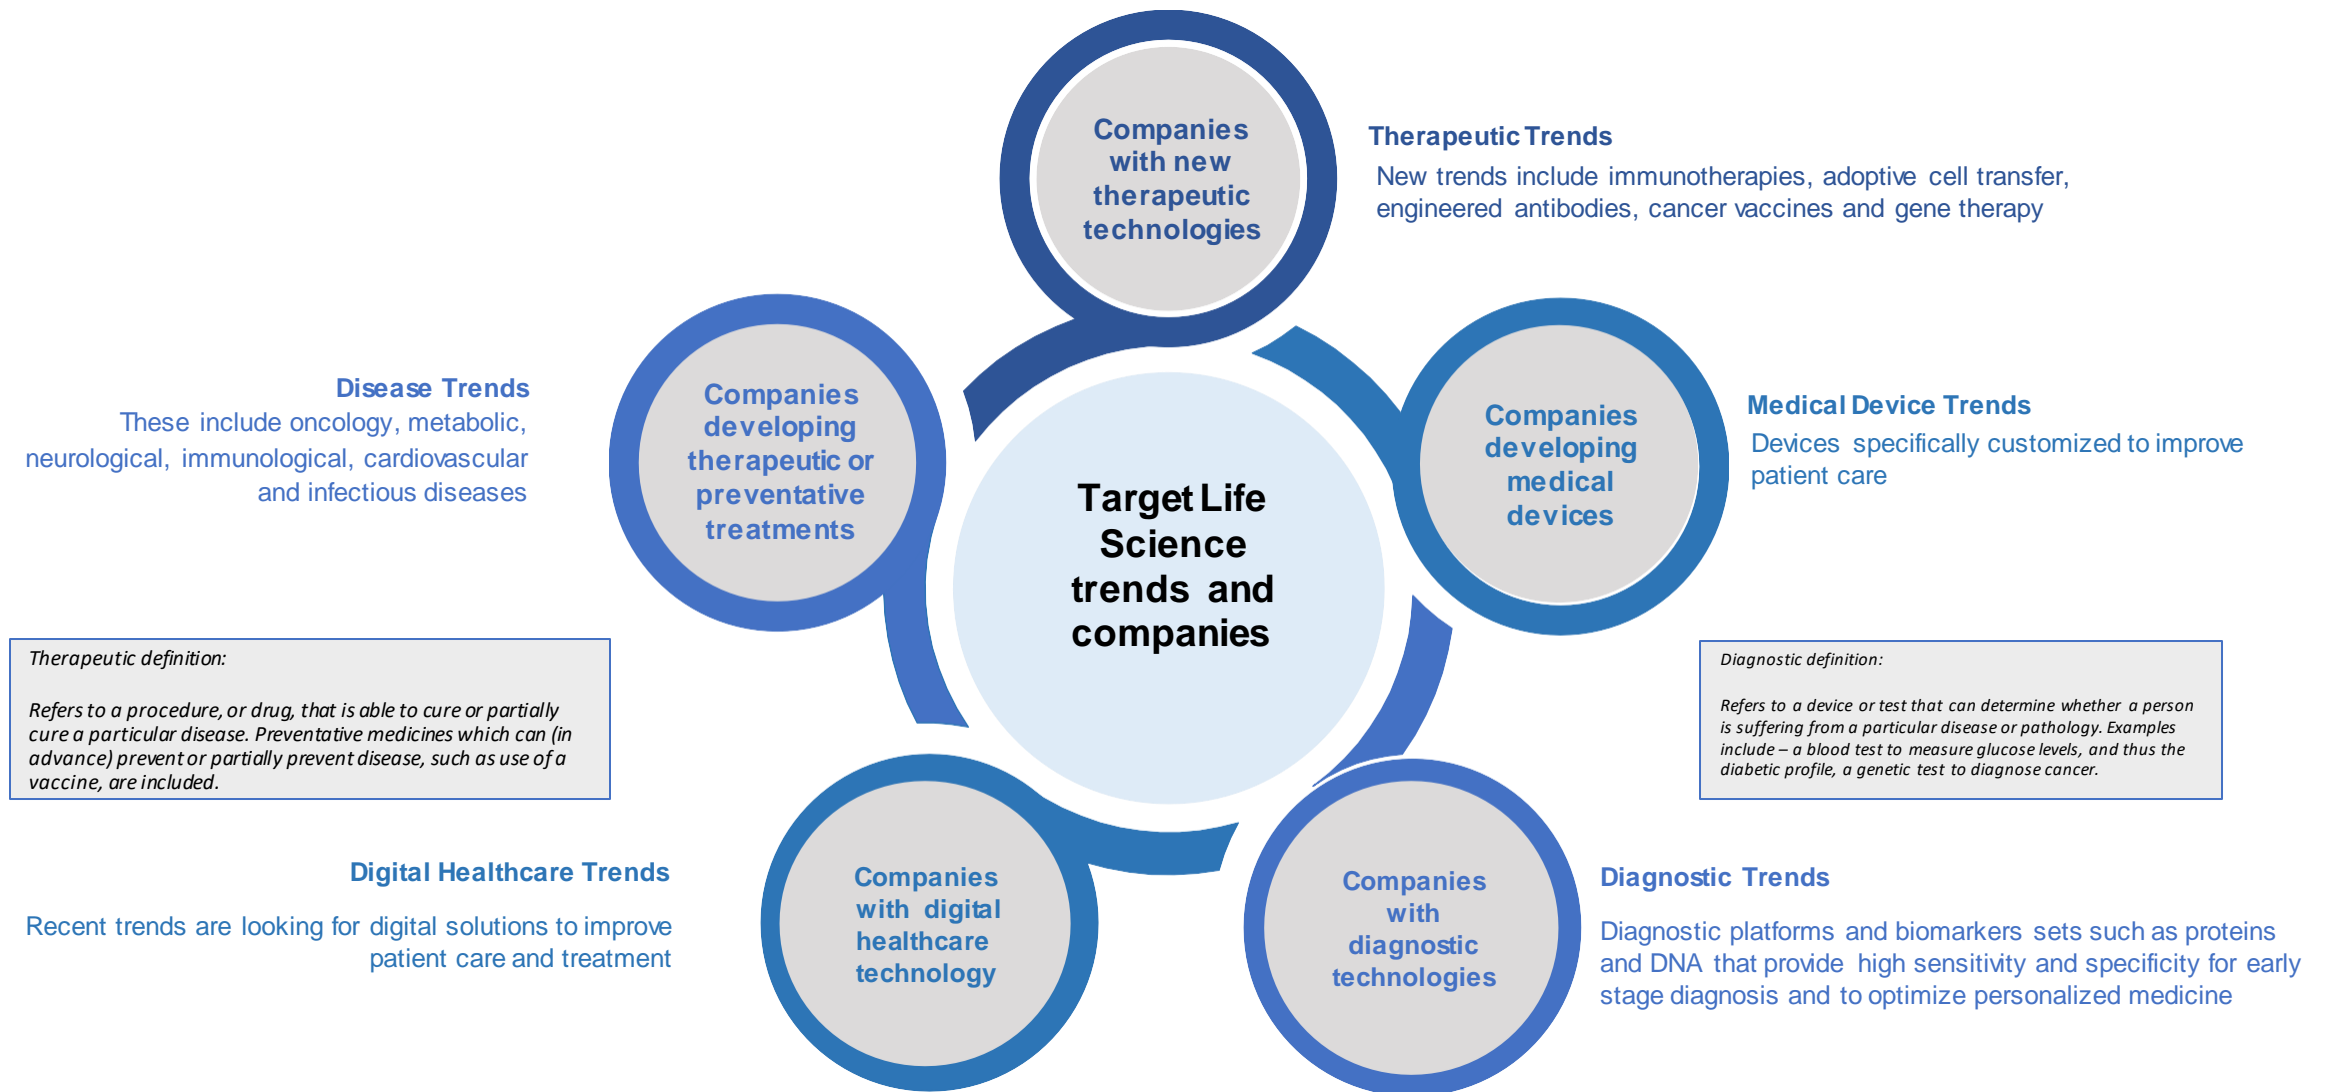 Companies
with new
therapeutic
technologies
Therapeutic Trends
New trends include immunotherapies, adoptive cell transfer,
engineered antibodies, cancer vaccines and gene therapy
Disease Trends
These include oncology, metabolic,
neurological, immunological, cardiovascular
and infectious diseases
Companies
developing
therapeutic or
preventative
treatments
Target Life
Science
trends and
companies
Companies
developing
medical
devices
Medical Device Trends
Devices specifically customized to improve
patient care
Therapeutic definition:
Refers to a procedure, or drug, that is able to cure or partially
cure a particular disease. Preventative medicines which can (in
advance) prevent or partially prevent disease, such as use of a
vaccine, are included.
Diagnostic definition:
Refers to a device or test that can determine whether a person
is suffering from a particular disease or pathology. Examples
include – a blood test to measure glucose levels, and thus the
diabetic profile, a genetic test to diagnose cancer.
Digital Healthcare Trends
Recent trends are looking for digital solutions to improve
patient care and treatment
Companies
with digital
healthcare
technology
Companies
with
diagnostic
technologies
Diagnostic Trends
Diagnostic platforms and biomarkers sets such as proteins
and DNA that provide high sensitivity and specificity for early
stage diagnosis and to optimize personalized medicine